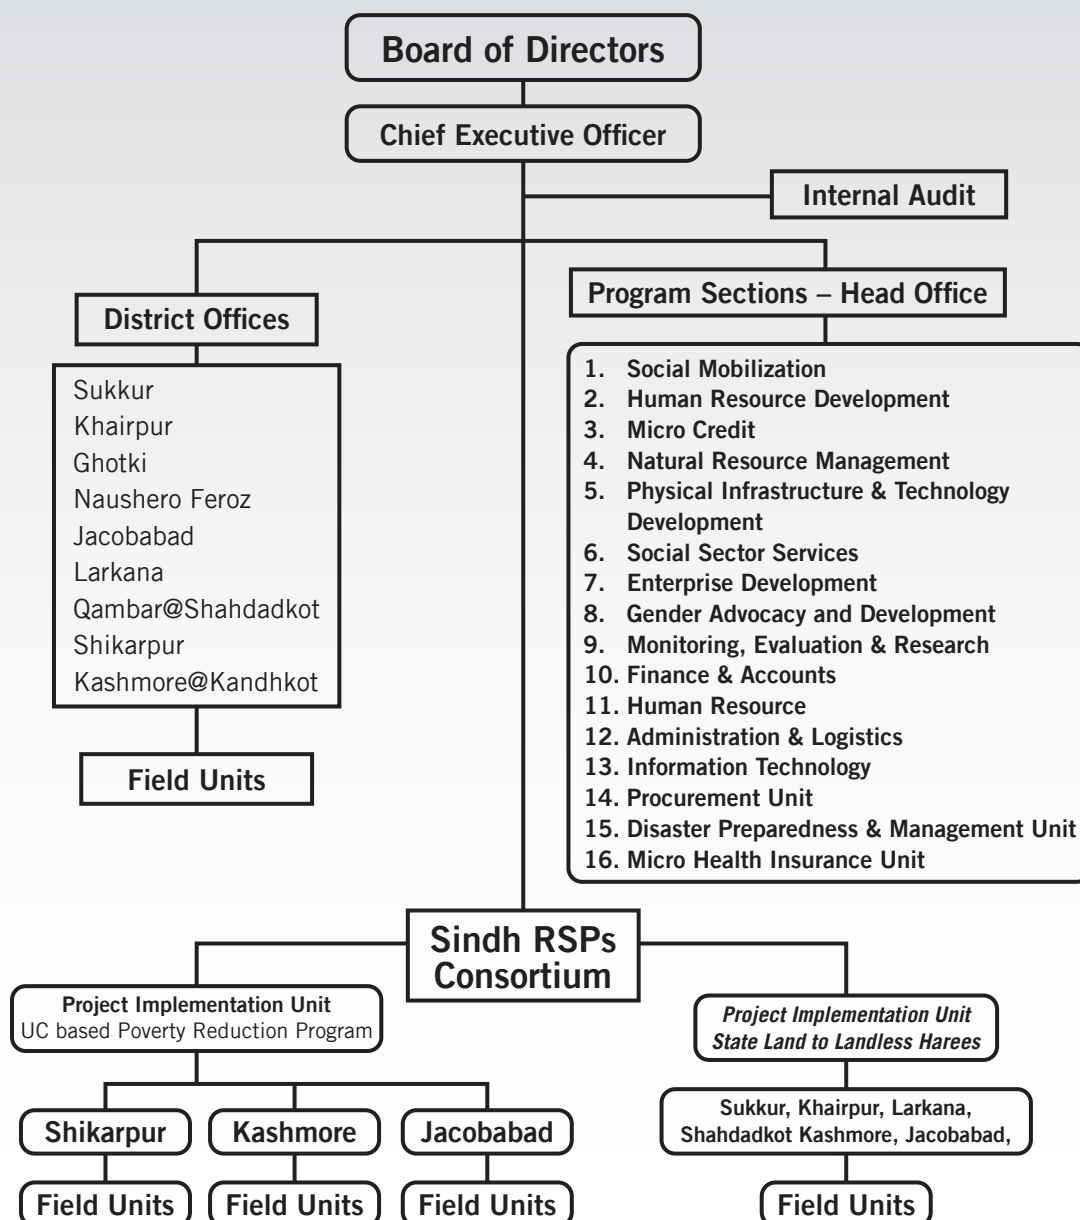 Board of Directors
Chief Executive Officer
Internal Audit
District Offices
Sukkur
Khairpur
Ghotki
Naushero Feroz
Jacobabad
Larkana
Qambar@Shahdadkot
Shikarpur
Kashmore@Kandhkot
Field Units
Program Sections – Head Office
1. Social Mobilization
2. Human Resource Development
3. Micro Credit
4. Natural Resource Management
5. Physical Infrastructure & Technology
Development
6. Social Sector Services
7. Enterprise Development
8. Gender Advocacy and Development
9. Monitoring, Evaluation & Research
10. Finance & Accounts
11. Human Resource
12. Administration & Logistics
13. Information Technology
14. Procurement Unit
15. Disaster Preparedness & Management Unit
16. Micro Health Insurance Unit
Sindh RSPs
Consortium
Project Implementation Unit
UC based Poverty Reduction Program
Shikarpur
Kashmore
Jacobabad
Field Units
Field Units
Field Units
Project Implementation Unit
State Land to Landless Harees
Sukkur, Khairpur, Larkana,
Shahdadkot Kashmore, Jacobabad,
Field Units